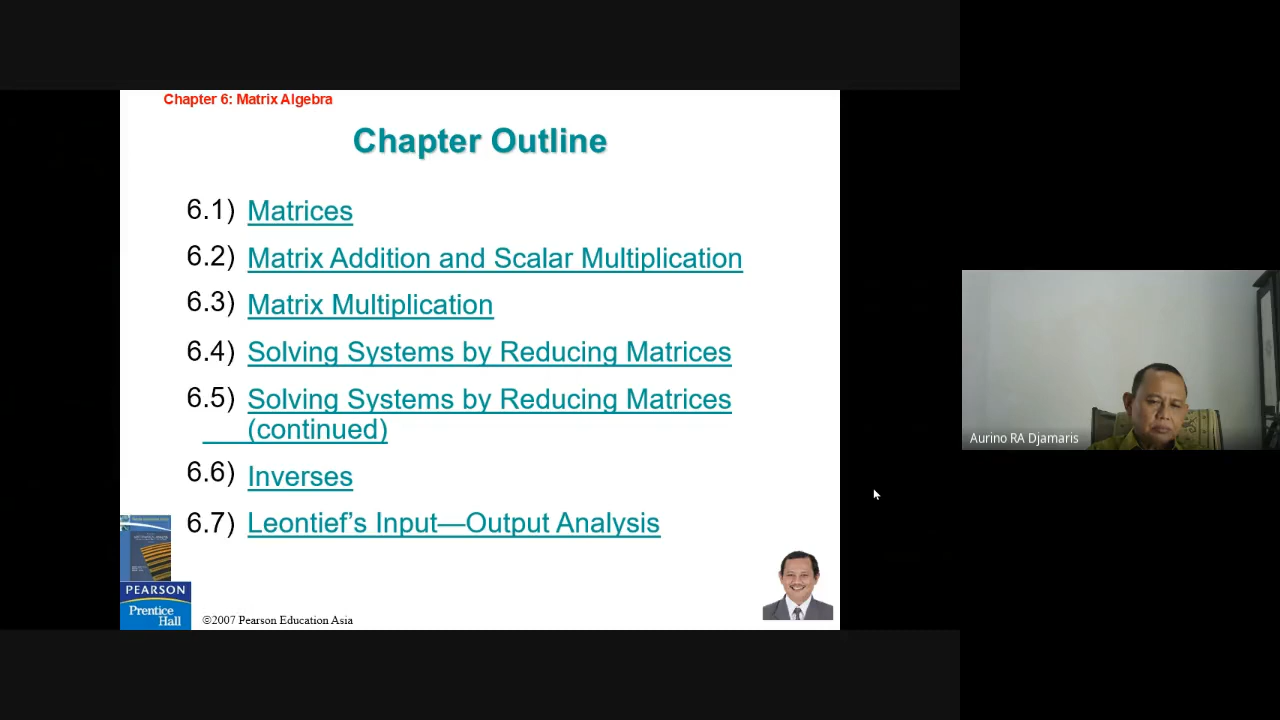 Chapter 6: Matrix Algebra
Chapter Outline
6.1) Matrices
6.2) Matrix Addition and Scalar Multiplication
6.3) Matrix Multiplication
6.4) Solving Systems by Reducing Matrices
6.5) Solving Systems by Reducing Matrices
(continued)
6.6) Inverses
6.7) Leontief’s Input—Output Analysis
PEARSON
Prentice
Hall
©2007 Pearson Education Asia
Aurino RA Djamaris